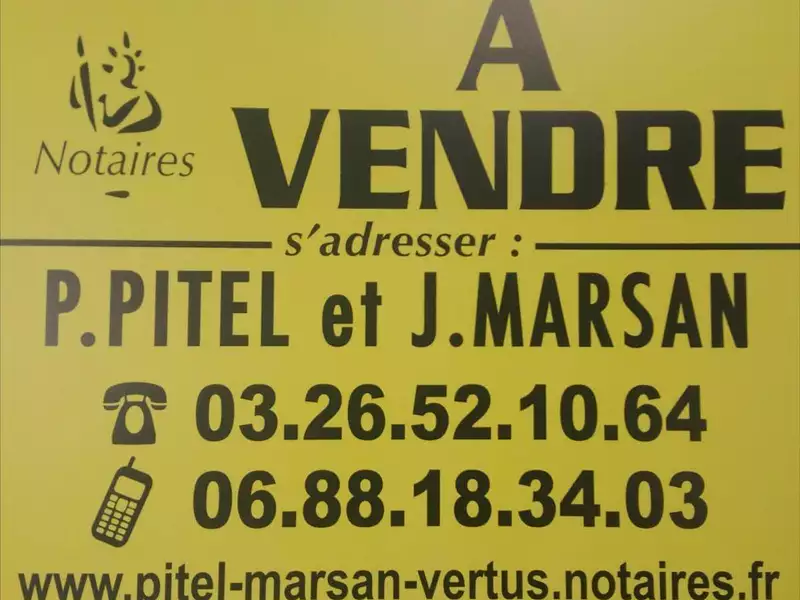 A
Notaires
VENDRE
s'adresser :
P.PITEL et J.MARSAN
03.26.52.10.64
06.88.18.34.03
www.pitel-marsan-vertus.notaires.fr